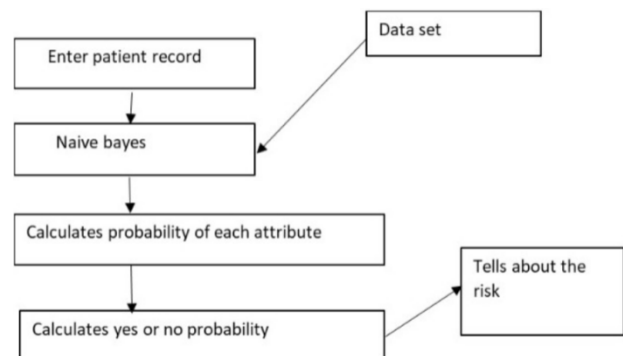 Data set
Enter patient record
Naive bayes
Calculates probability of each attribute
Tells about the
risk
Calculates yes or no probability